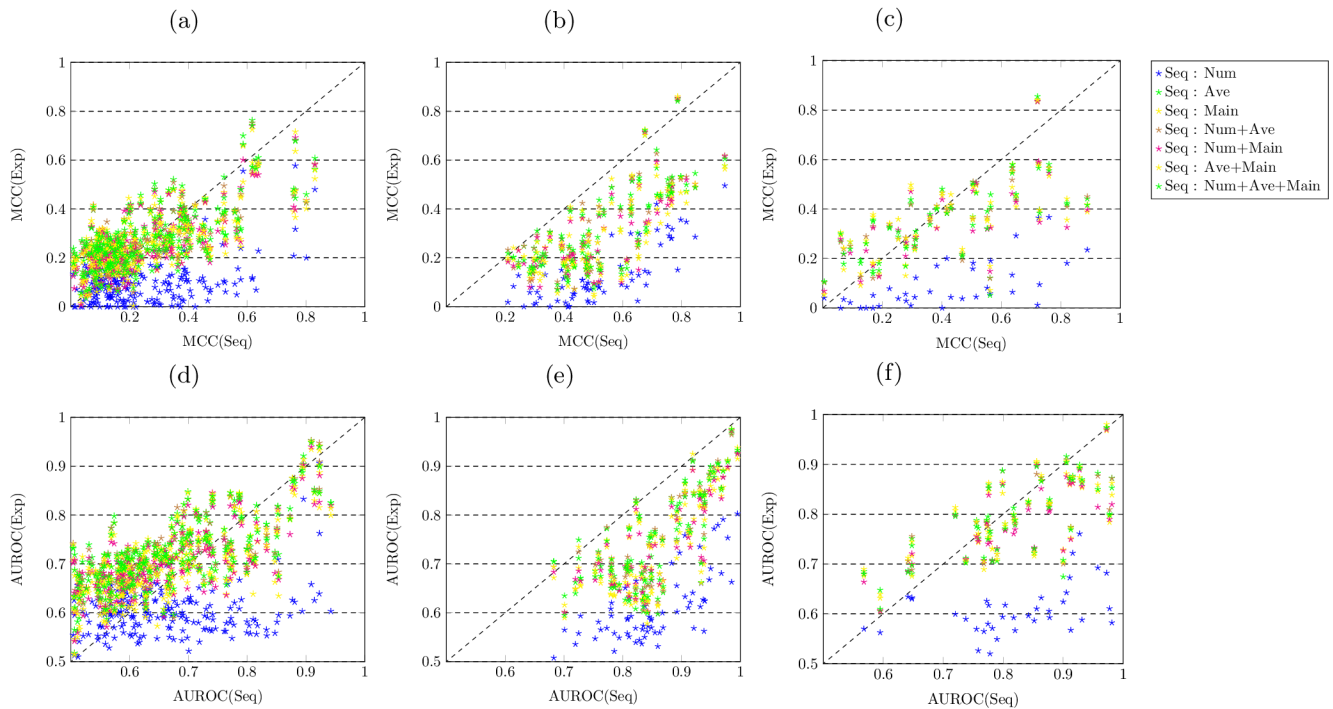 (a)
(b)
(c)
MCC(Exp)
1
0.8
0.6
0.4
0.2
0
0.2 0.4 0.6 0.8 1
MCC(Seq)
MCC(Exp)
1
0.8
0.6
0.4
0.2
0
0.2 0.4 0.6 0.8 1
MCC(Seq)
MCC(Exp)
1
0.8
0.6
0.4
0.2
0
0.2 0.4 0.6 0.8 1
MCC(Seq)
Seq : Num
Seq : Ave
Seq : Main
Seq : Num+Ave
Seq : Num+Main
Seq : Ave+Main
Seq : Num+Ave+Main
(d)
(e)
(f)
AUROC(Exp)
1
0.9
0.8
0.7
0.6
0.5
0.6 0.7 0.8 0.9 1
AUROC(Seq)
AUROC(Exp)
1
0.9
0.8
0.7
0.6
0.5
0.6 0.7 0.8 0.9 1
AUROC(Seq)
AUROC(Exp)
1
0.9
0.8
0.7
0.6
0.5
0.6 0.7 0.8 0.9 1
AUROC(Seq)